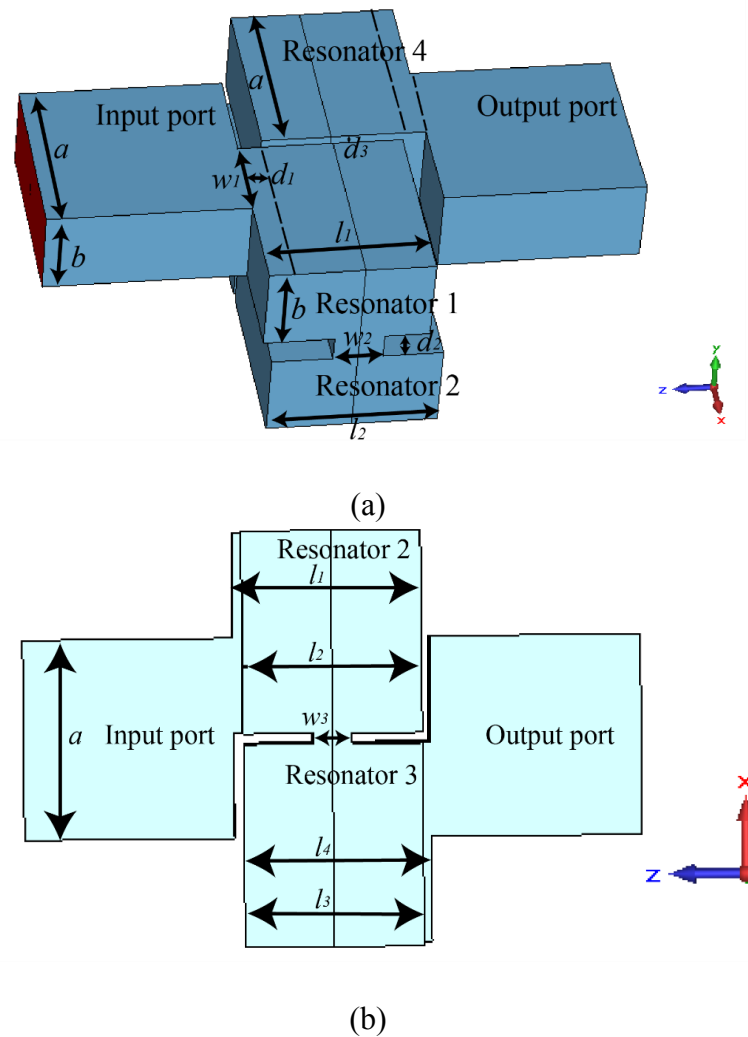 Resonator 4
a
Input port
Output port
a
d3
w1
d1
l1
b
b
Resonator 1
w2
d2
Resonator 2
l2
Y
Z
X
(a)
Resonator 2
l1
l2
w3
a
Input port
Output port
Resonator 3
X
l4
Z
l3
(b)